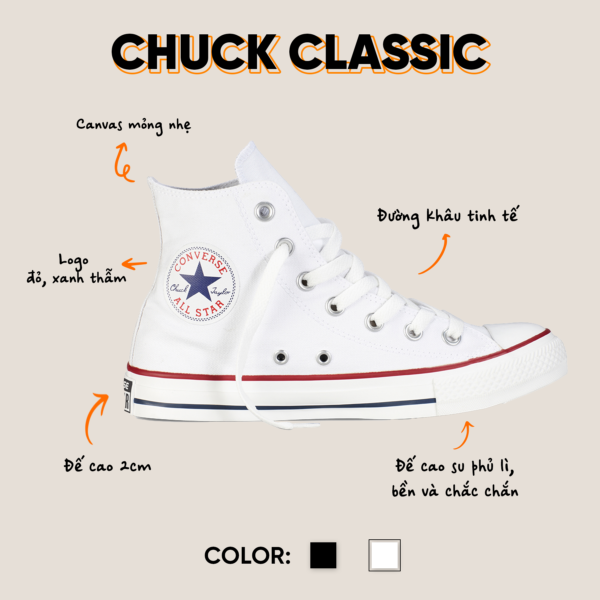 CHUCK CLASSIC
Canvas mỏng nhẹ
Đường khâu tinh tế
Logo
đỏ, xanh thẫm
CONVERSE
Chuck Taylor
ALL STAR
Đế cao 2cm
Đế cao su phủ lì,
bền và chắc chắn
COLOR: